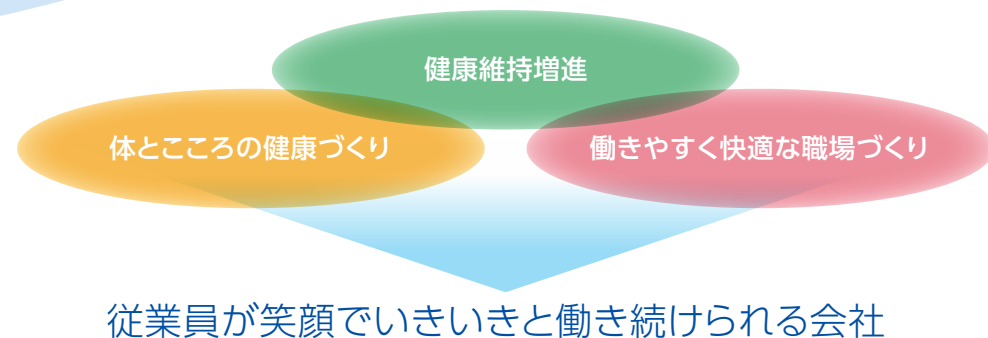 健康維持増進
体とこころの健康づくり
働きやすく快適な職場づくり
従業員が笑顔でいきいきと働き続けられる会社